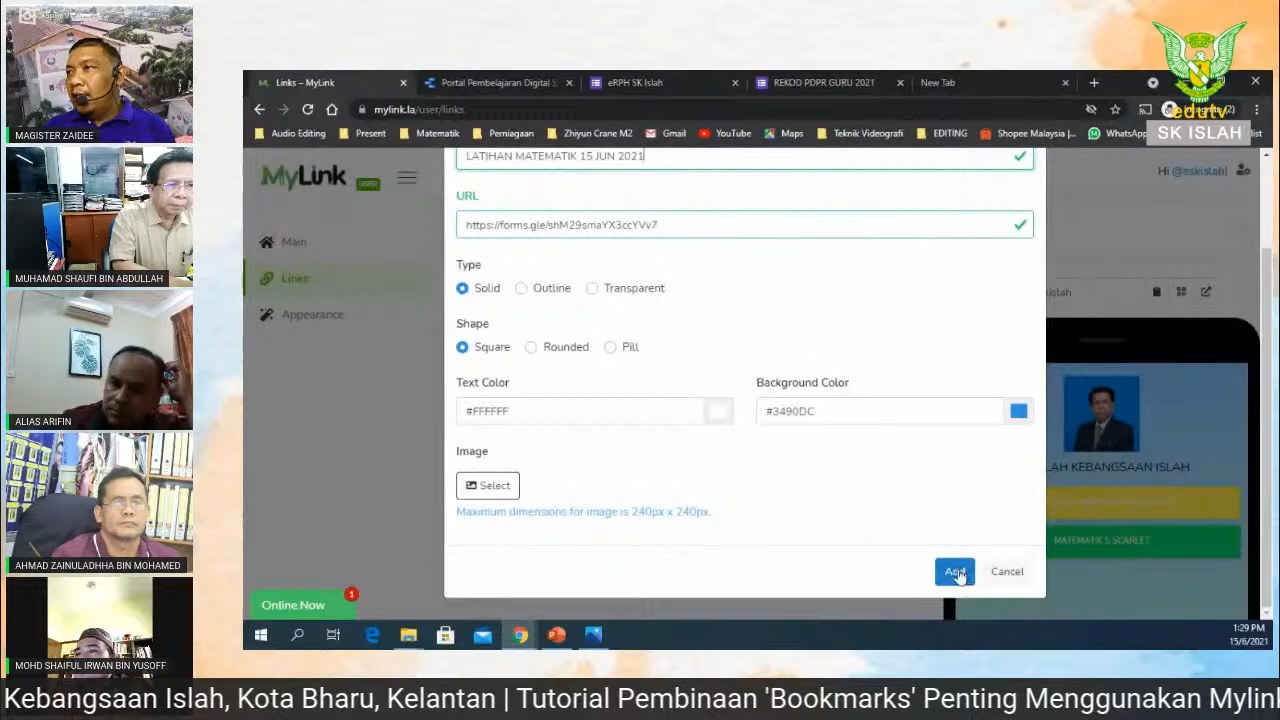 MAGISTER ZAIDEE
MUHAMAD SHAUFI BIN ABDULLAH
ALIAS ARIFIN
AHMAD ZAINULADHHA BIN MOHAMED
MOHD SHAIFUL IRWAN BIN YUSOFF
edutv
SK ISLAH
Links – MyLink
Portal Pembelajaran Digital S
eRPH SK Islah
REKOD PDPR GURU 2021
New Tab
mylink.la/user/links
(2)
Audio Editing
Present
Matematik
Perniagaan
Zhiyun Crane M2
Gmail
YouTube
Maps
Teknik Videografi
EDITING
Shopee Malaysia |...
WhatsApp
MyLink
Hi @eskislah!
Main
Links
Appearance
LATIHAN MATEMATIK 15 JUN 2021
URL
https://forms.gle/shM29smaYX3ccYVv7
Type
Solid
Outline
Transparent
Shape
Square
Rounded
Pill
Text Color
Background Color
#FFFFFF
#3490DC
Image
Select
Maximum dimensions for image is 240px x 240px.
Add
Cancel
LAH KEBANGSAAN ISLAH
MATEMATIK 5 SCARLET
Online Now
1
1:29 PM
15/6/2021
Kebangsaan Islah, Kota Bharu, Kelantan | Tutorial Pembinaan 'Bookmarks' Penting Menggunakan Mylin